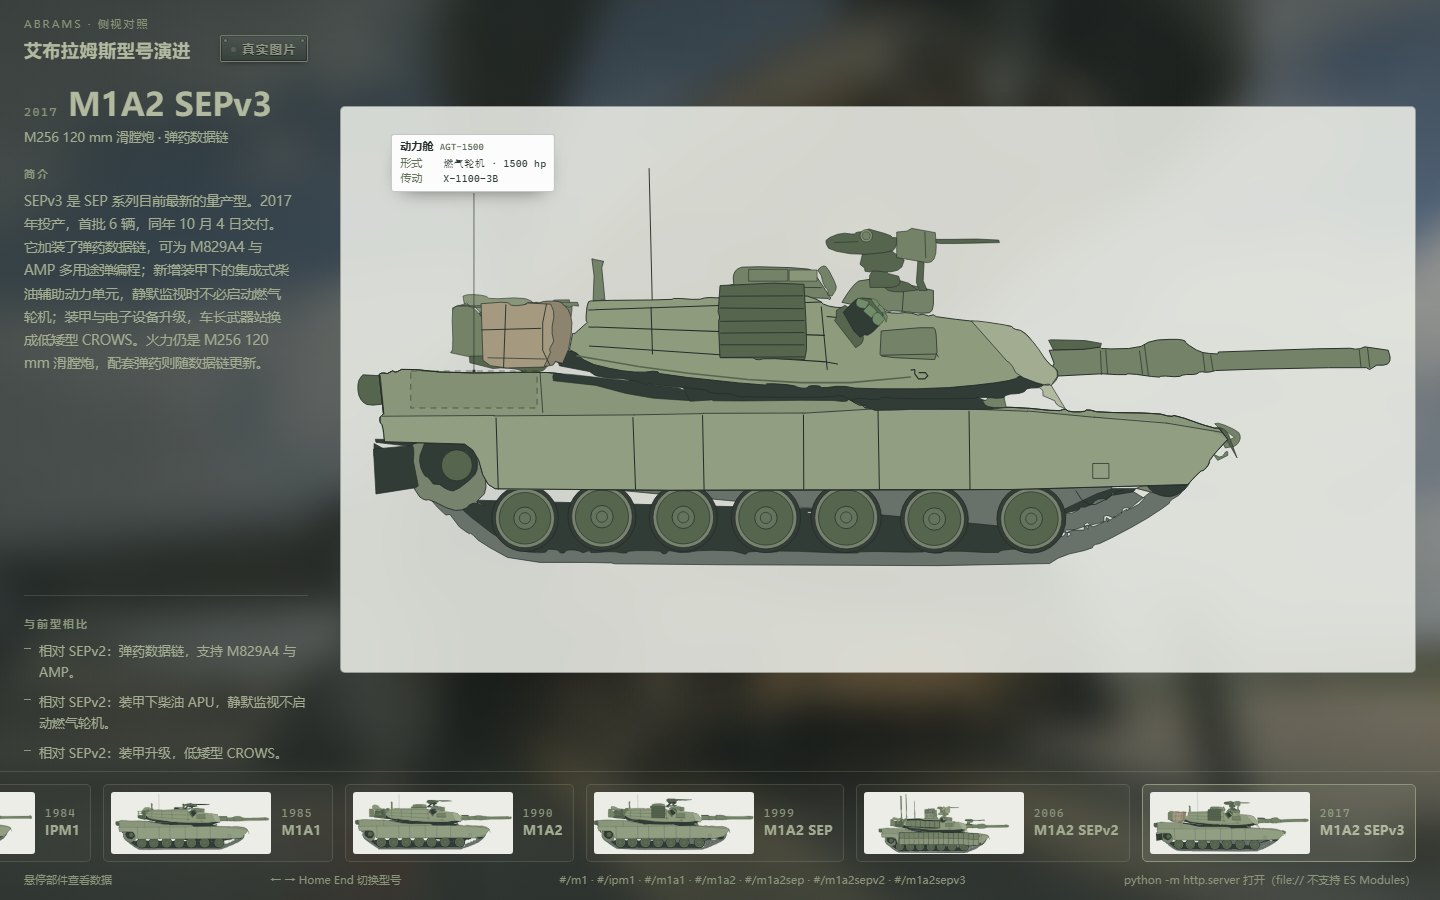 ABRAMS · 侧视对照
艾布拉姆斯型号演进
真实图片
2017 M1A2 SEPv3
M256 120 mm 滑膛炮 · 弹药数据链
简介
SEPv3 是 SEP 系列目前最新的量产型。2017
年投产，首批 6 辆，同年 10 月 4 日交付。
它加装了弹药数据链，可为 M829A4 与
AMP 多用途弹编程；新增装甲下的集成式柴
油辅助动力单元，静默监视时不必启动燃气
轮机；装甲与电子设备升级，车长武器站换
成低矮型 CROWS。火力仍是 M256 120
mm 滑膛炮，配套弹药则随数据链更新。
动力舱 AGT-1500
形式 燃气轮机 · 1500 hp
传动 X-1100-3B
与前型相比
– 相对 SEPv2：弹药数据链，支持 M829A4 与
AMP。
– 相对 SEPv2：装甲下柴油 APU，静默监视不启
动燃气轮机。
– 相对 SEPv2：装甲升级，低矮型 CROWS。
1984
IPM1
1985
M1A1
1990
M1A2
1999
M1A2 SEP
2006
M1A2 SEPv2
2017
M1A2 SEPv3
悬停部件查看数据
←→ Home End 切换型号
#/m1 · #/ipm1 · #/m1a1 · #/m1a2 · #/m1a2sep · #/m1a2sepv2 · #/m1a2sepv3
python -m http.server 打开（file:// 不支持 ES Modules）